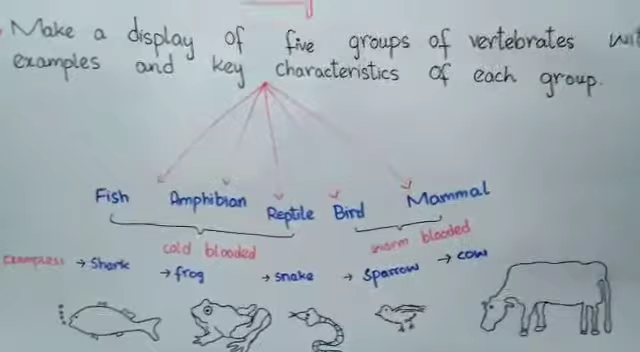 Make a display of five groups of vertebrates wit
examples and key characteristics of each group.
Fish Amphibian Reptile Bird Mammal
cold blooded warm blooded
Examples: → Shark → frog → snake → Sparrow → cow